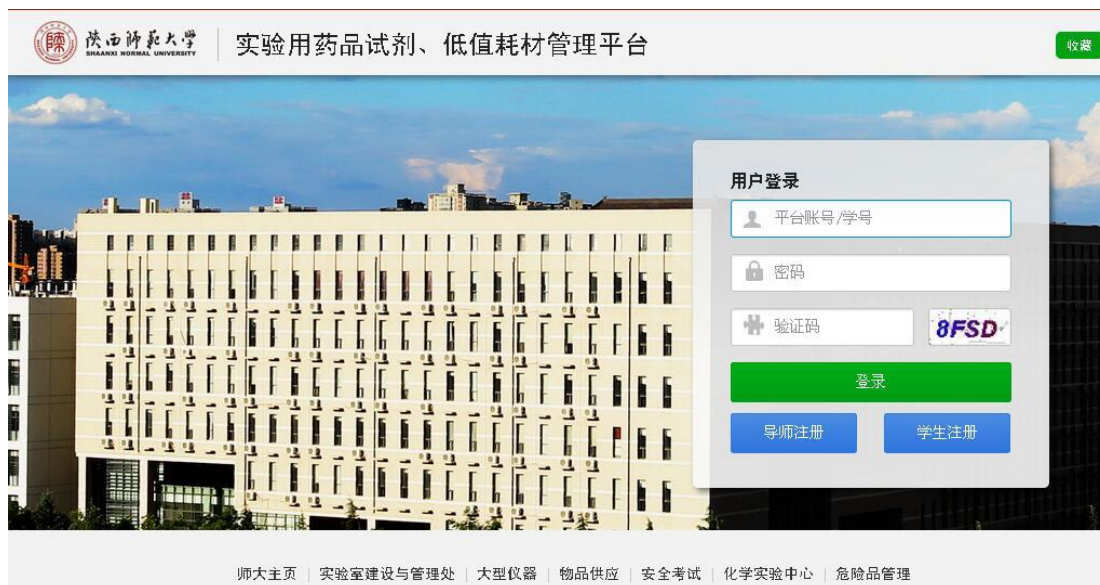 陕西师范大学
SHAANXI NORMAL UNIVERSITY
实验用药品试剂、低值耗材管理平台
收藏
用户登录
平台账号/学号
密码
验证码
8FSD
登录
导师注册 学生注册
师大主页 | 实验室建设与管理处 | 大型仪器 | 物品供应 | 安全考试 | 化学实验中心 | 危险品管理